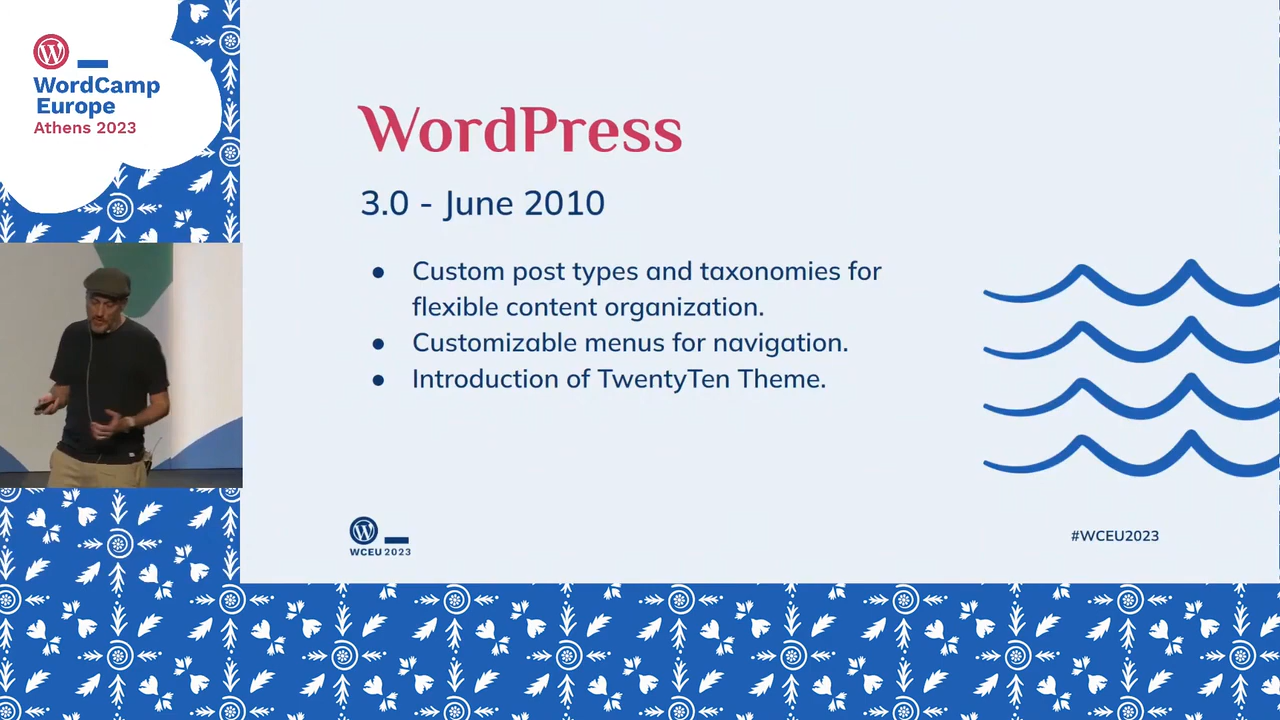 WordCamp
Europe
Athens 2023
WordPress
3.0 - June 2010
● Custom post types and taxonomies for
flexible content organization.
● Customizable menus for navigation.
● Introduction of TwentyTen Theme.
WCEU 2023
#WCEU2023